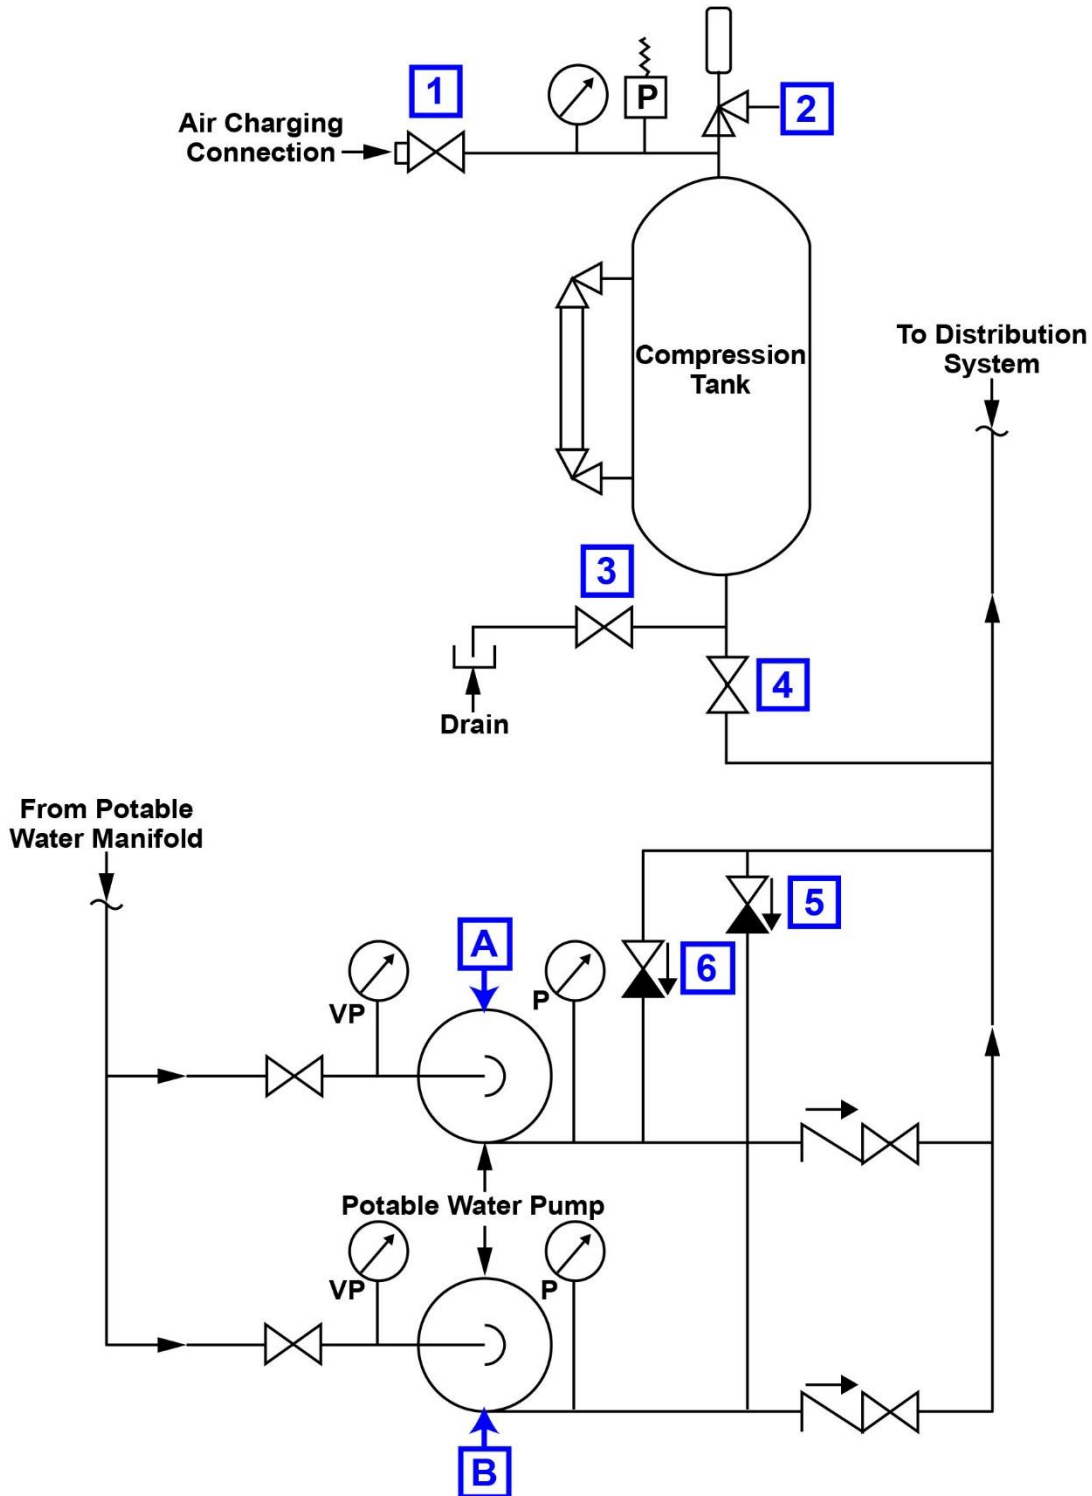 1
P
2
Air Charging
Connection
Compression
Tank
To Distribution
System
3
4
Drain
From Potable
Water Manifold
5
A
6
VP
P
Potable Water Pump
VP
P
B